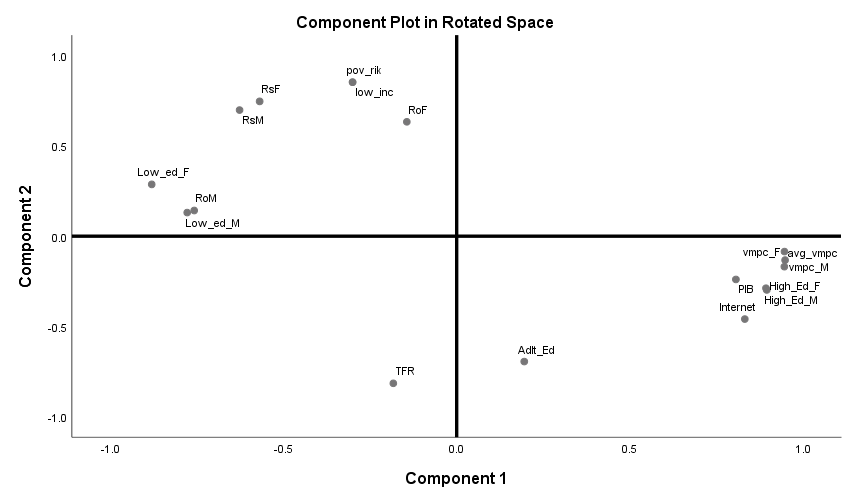 Component Plot in Rotated Space
1.0
pov_rik
RsF
low_inc
RoF
RsM
0.5
Low_ed_F
RoM
Low_ed_M
0.0
vmpc_F
avg_vmpc
vmpc_M
PIB
High_Ed_F
High_Ed_M
Internet
-0.5
Adlt_Ed
TFR
-1.0
Component 2
-1.0
-0.5
0.0
0.5
1.0
Component 1